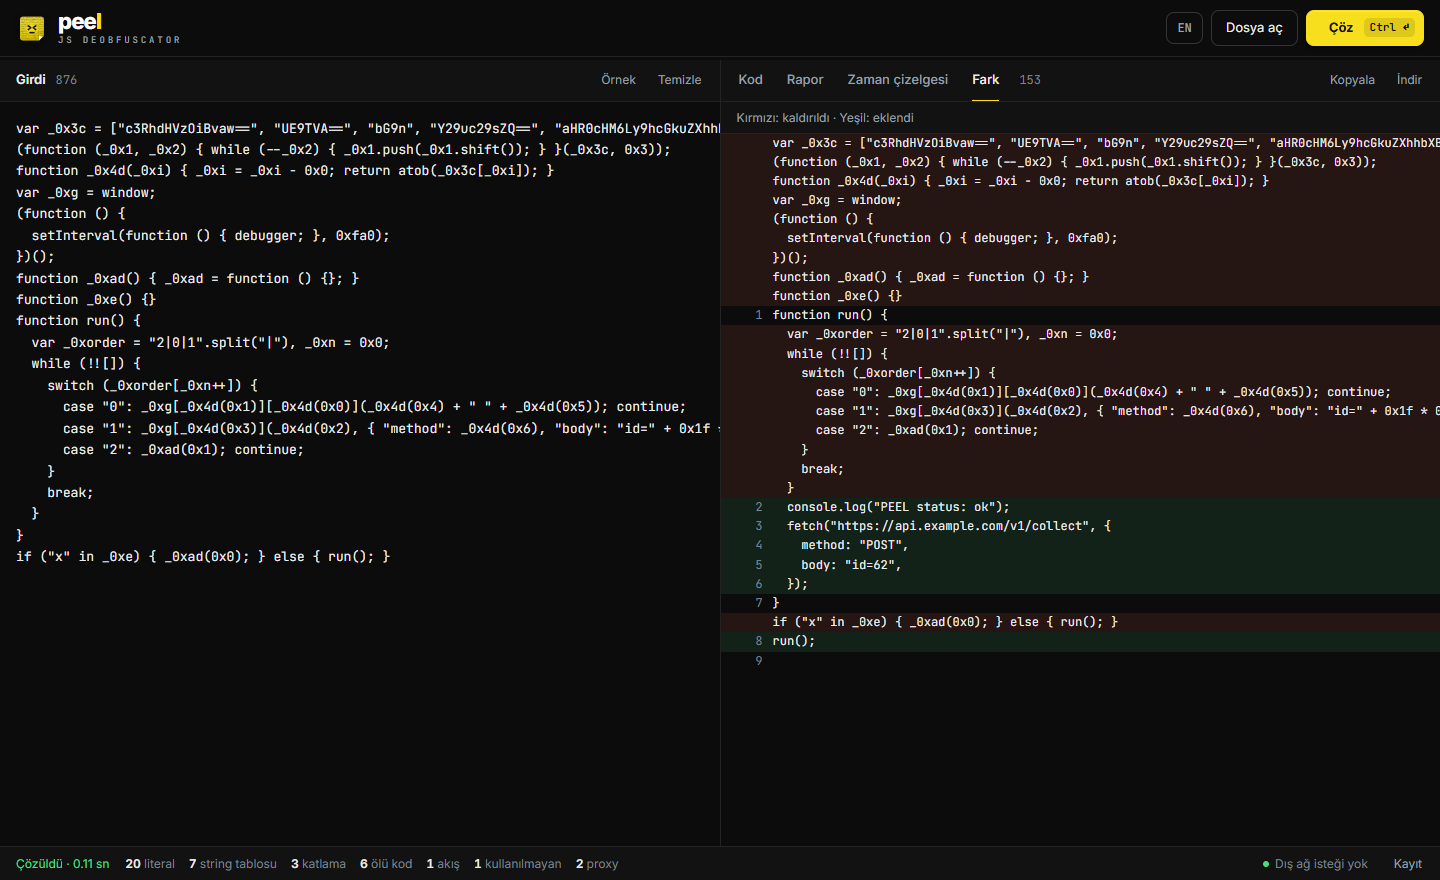 peel
JS DEOBFUSCATOR
EN
Dosya aç
Çöz Ctrl ⏎
Girdi 876
Örnek Temizle
var _0x3c = ["c3RhdHVzOiBvaw==", "UE9TVA==", "bG9n", "Y29uc29sZQ==", "aHR0cHM6Ly9hcGkuZXhh
(function (_0x1, _0x2) { while (--_0x2) { _0x1.push(_0x1.shift()); } }(_0x3c, 0x3));
function _0x4d(_0xi) { _0xi = _0xi - 0x0; return atob(_0x3c[_0xi]); }
var _0xg = window;
(function () {
  setInterval(function () { debugger; }, 0xfa0);
})();
function _0xad() { _0xad = function () {}; }
function _0xe() {}
function run() {
  var _0xorder = "2|0|1".split("|"), _0xn = 0x0;
  while (!![]) {
    switch (_0xorder[_0xn++]) {
      case "0": _0xg[_0x4d(0x1)][_0x4d(0x0)](_0x4d(0x4) + " " + _0x4d(0x5)); continue;
      case "1": _0xg[_0x4d(0x3)](_0x4d(0x2), { "method": _0x4d(0x6), "body": "id=" + 0x1f *
      case "2": _0xad(0x1); continue;
    }
    break;
  }
}
if ("x" in _0xe) { _0xad(0x0); } else { run(); }
Kod Rapor Zaman çizelgesi Fark 153
Kopyala İndir
Kırmızı: kaldırıldı · Yeşil: eklendi
var _0x3c = ["c3RhdHVzOiBvaw==", "UE9TVA==", "bG9n", "Y29uc29sZQ==", "aHR0cHM6Ly9hcGkuZXhhbXB
(function (_0x1, _0x2) { while (--_0x2) { _0x1.push(_0x1.shift()); } }(_0x3c, 0x3));
function _0x4d(_0xi) { _0xi = _0xi - 0x0; return atob(_0x3c[_0xi]); }
var _0xg = window;
(function () {
  setInterval(function () { debugger; }, 0xfa0);
})();
function _0xad() { _0xad = function () {}; }
function _0xe() {}
1 function run() {
  var _0xorder = "2|0|1".split("|"), _0xn = 0x0;
  while (!![]) {
    switch (_0xorder[_0xn++]) {
      case "0": _0xg[_0x4d(0x1)][_0x4d(0x0)](_0x4d(0x4) + " " + _0x4d(0x5)); continue;
      case "1": _0xg[_0x4d(0x3)](_0x4d(0x2), { "method": _0x4d(0x6), "body": "id=" + 0x1f * 0
      case "2": _0xad(0x1); continue;
    }
    break;
  }
2   console.log("PEEL status: ok");
3   fetch("https://api.example.com/v1/collect", {
4     method: "POST",
5     body: "id=62",
6   });
7 }
if ("x" in _0xe) { _0xad(0x0); } else { run(); }
8 run();
9
Çözüldü · 0.11 sn 20 literal 7 string tablosu 3 katlama 6 ölü kod 1 akış 1 kullanılmayan 2 proxy
Dış ağ isteği yok Kayıt